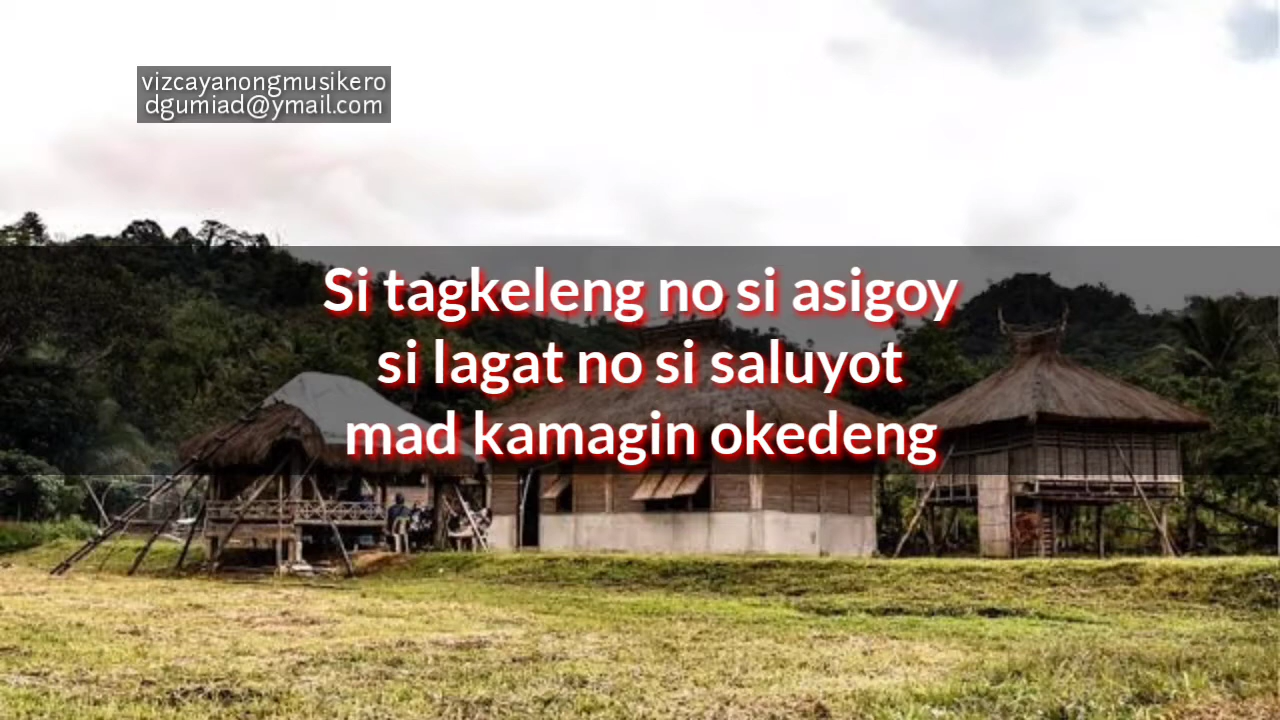 vizcayanongmusikero
dgumiad@ymail.com
Si tagkeleng no si asigoy
si lagat no si saluyot
mad kamagin okedeng